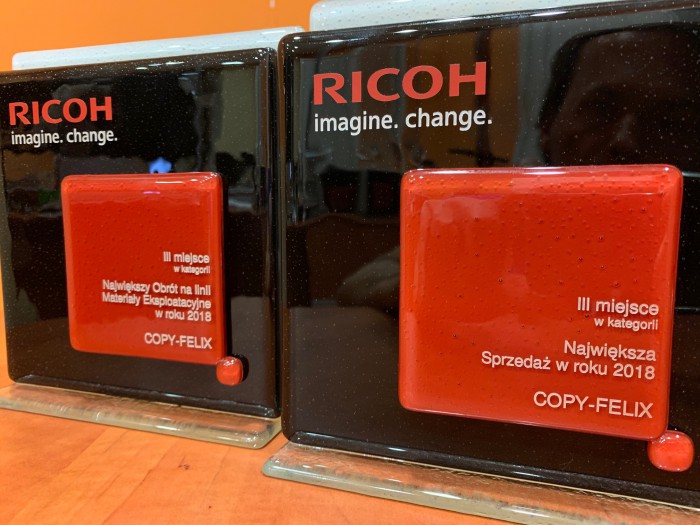 RICOH
imagine. change.
III miejsce
w kategorii
Największy Obrót na linii
Materiały Eksploatacyjne
w roku 2018
COPY-FELIX
RICOH
imagine. change.
III miejsce
w kategorii
Największa
Sprzedaż w roku 2018
COPY-FELIX